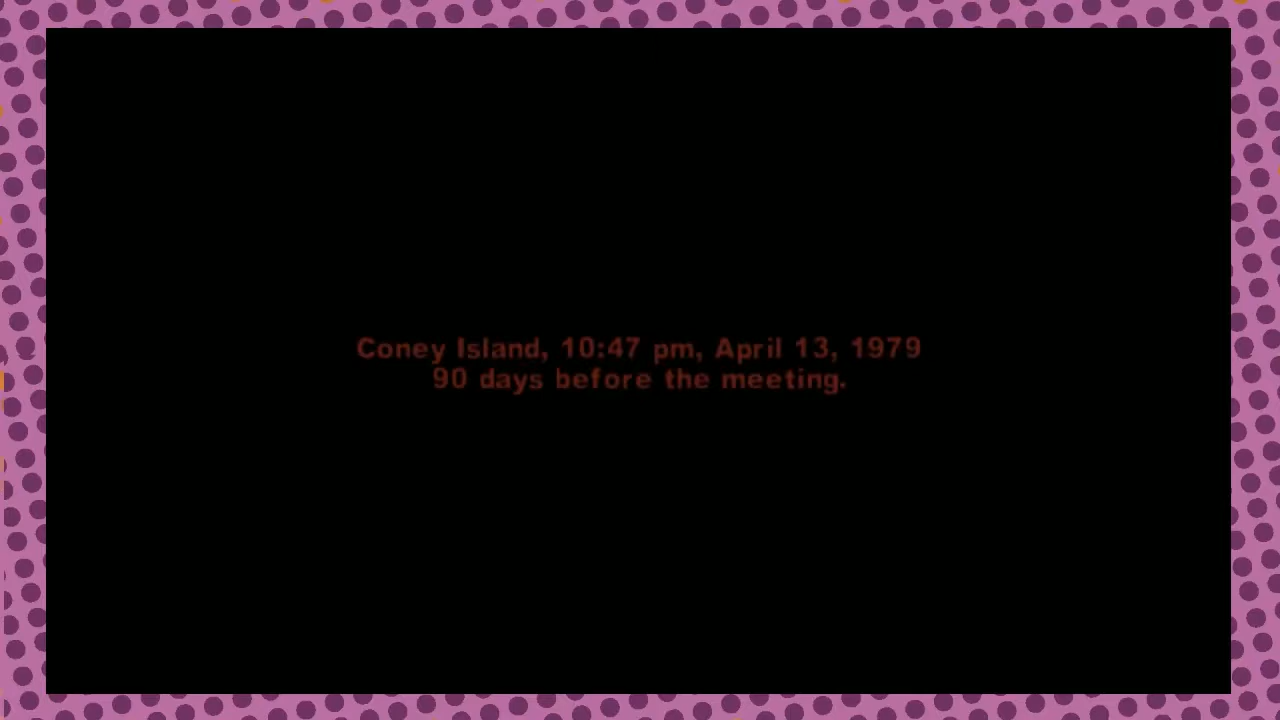 Coney Island, 10:47 pm, April 13, 1979
90 days before the meeting.